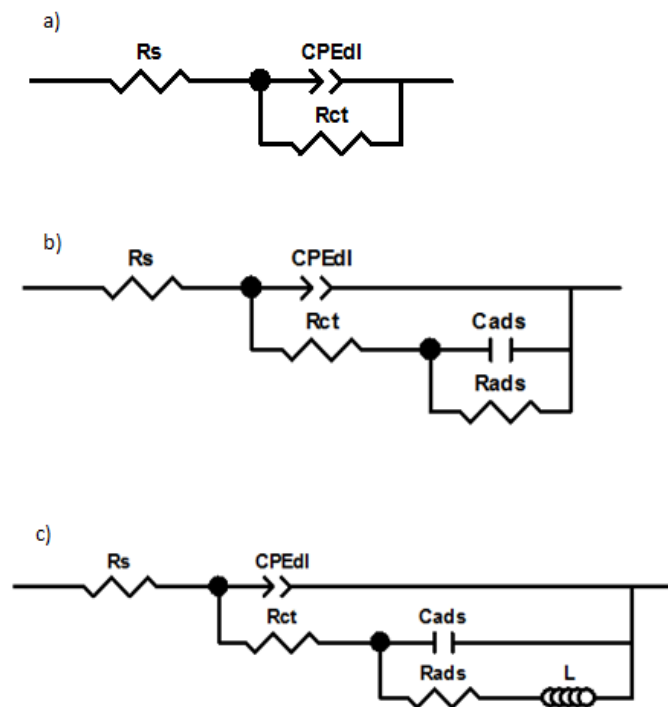 a)
Rs
CPEdl
Rct
b)
Rs
CPEdl
Rct
Cads
Rads
c)
Rs
CPEdl
Rct
Cads
Rads
L